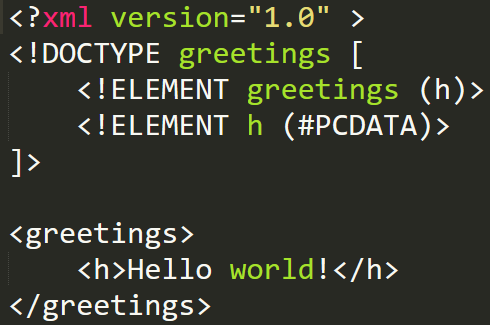 <?xml version="1.0" >
<!DOCTYPE greetings [
    <!ELEMENT greetings (h)>
    <!ELEMENT h (#PCDATA)>
]>

<greetings>
    <h>Hello world!</h>
</greetings>